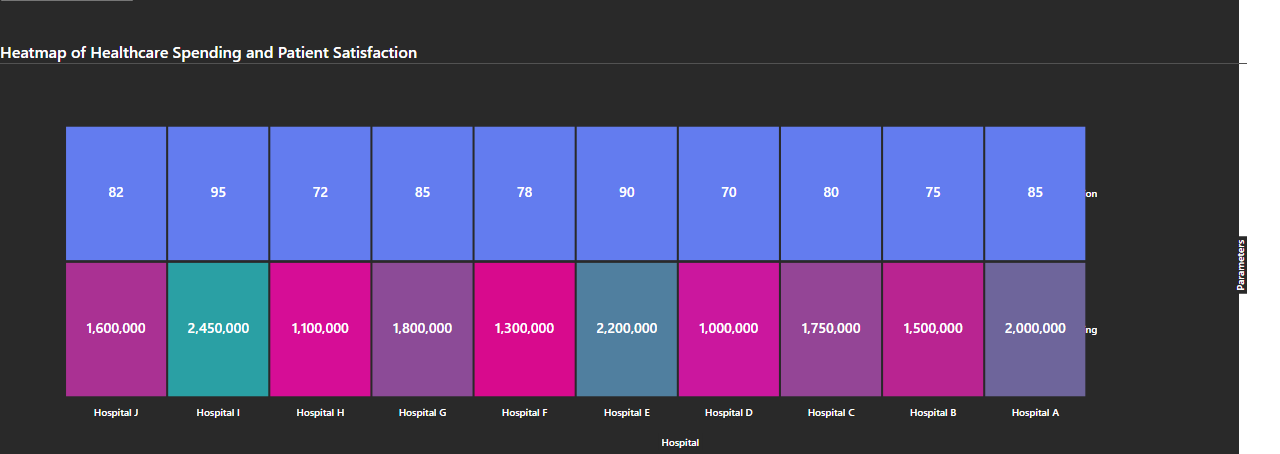 Heatmap of Healthcare Spending and Patient Satisfaction
82 95 72 85 78 90 70 80 75 85
on
1,600,000 2,450,000 1,100,000 1,800,000 1,300,000 2,200,000 1,000,000 1,750,000 1,500,000 2,000,000
ng
Hospital J Hospital I Hospital H Hospital G Hospital F Hospital E Hospital D Hospital C Hospital B Hospital A
Hospital
Parameters